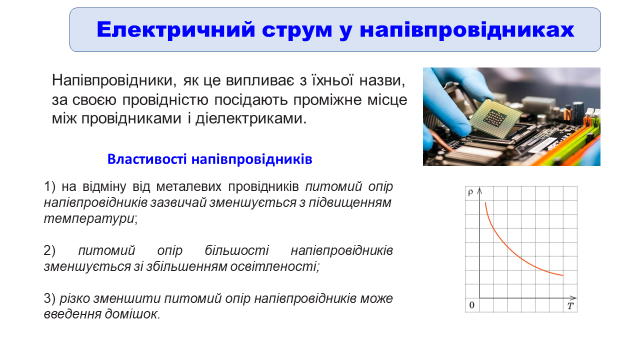 Електричний струм у напівпровідниках
Напівпровідники, як це випливає з їхньої назви,
за своєю провідністю посідають проміжне місце
між провідниками і діелектриками.
Властивості напівпровідників
1) на відміну від металевих провідників питомий опір
напівпровідників зазвичай зменшується з підвищенням
температури;
2) питомий опір більшості напівпровідників
зменшується зі збільшенням освітленості;
3) різко зменшити питомий опір напівпровідників може
введення домішок.
ρ
0
T